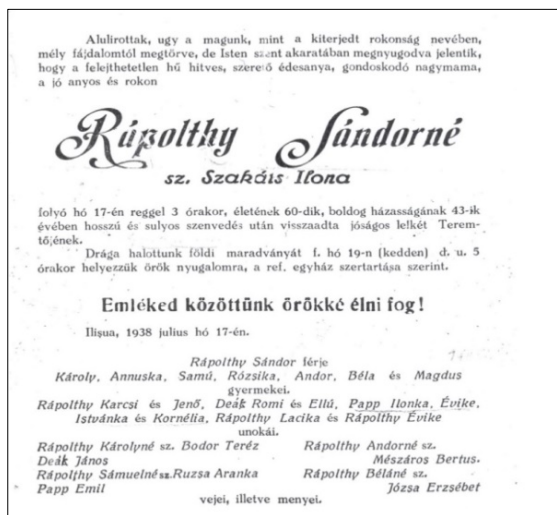 Alulirottak, ugy a magunk, mint a kiterjedt rokonság nevében,
mély fájdalomtól megtörve, de Isten szent akaratában megnyugodva jelentik,
hogy a felejthetetlen hű hitves, szerető édesanya, gondoskodó nagymama,
a jó anyos és rokon
Rápolthy Sándorné
sz. Szakáts Ilona
folyó hó 17-én reggel 3 órakor, életének 60-dik, boldog házasságának 43-ik
évében hosszú és sulyos szenvedés után visszaadta jóságos lelkét Terem-
tőjének.
Drága halottunk földi maradványát f. hó 19-n (kedden) d. u. 5
órakor helyezzük örök nyugalomra, a ref. egyház szertartása szerint.
Emléked közöttünk örökké élni fog!
Ilişua, 1938 julius hó 17-én.
Rápolthy Sándor férje
Károly, Annuska, Samú, Rózsika, Andor, Béla és Magdus
gyermekei.
Rápolthy Karcsi és Jenő, Deák Romi és Ellú, Papp Ilonka, Évike,
Istvánka és Kornélia, Rápolthy Lacika és Rápolthy Évike
unokái.
Rápolthy Károlyné sz. Bodor Teréz Rápolthy Andorné sz.
Deák János Mészáros Bertus.
Rápolthy Sámuelné sz. Ruzsa Aranka Rápolthy Béláné sz.
Papp Emil Józsa Erzsébet
vejei, illetve menyei.